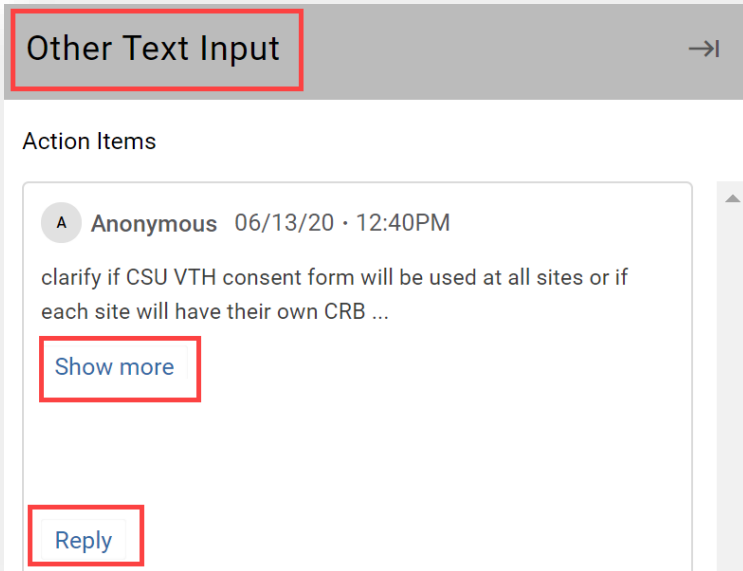 Other Text Input
Action Items
A Anonymous 06/13/20 · 12:40PM
clarify if CSU VTH consent form will be used at all sites or if
each site will have their own CRB ...
Show more
Reply